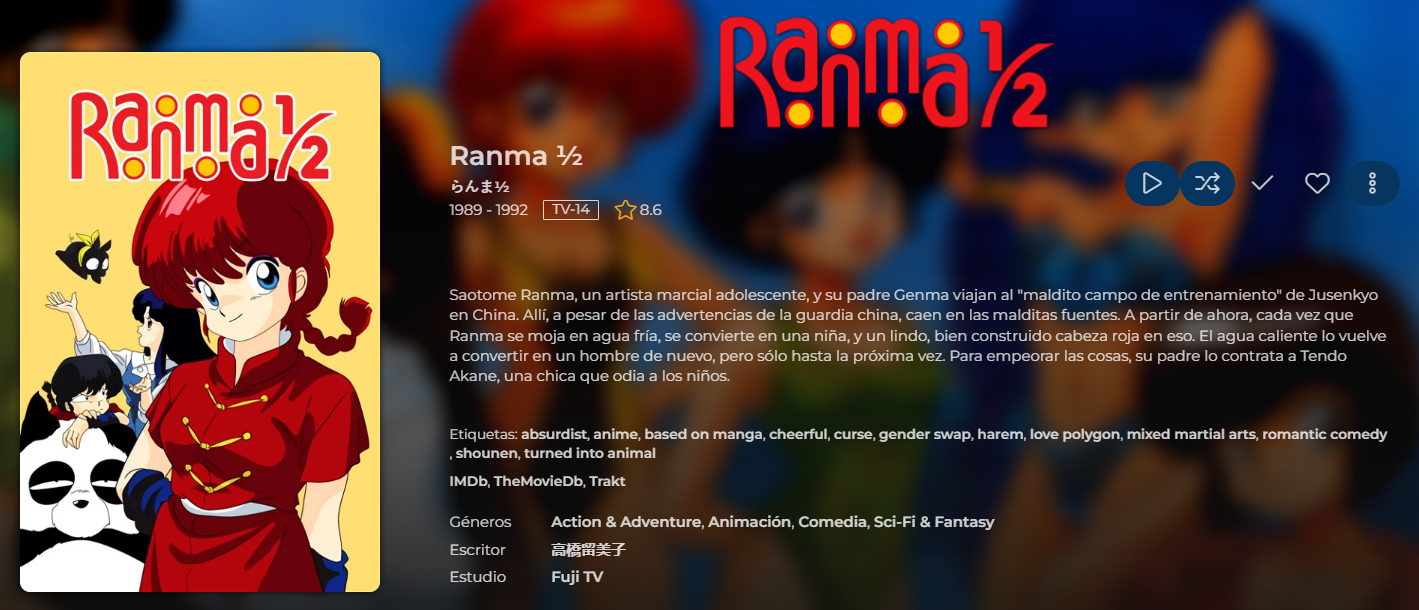 Ranma ½
Ranma ½
Ranma ½
らんま½
1989 - 1992 TV-14 8.6
Saotome Ranma, un artista marcial adolescente, y su padre Genma viajan al "maldito campo de entrenamiento" de Jusenkyo
en China. Allí, a pesar de las advertencias de la guardia china, caen en las malditas fuentes. A partir de ahora, cada vez que
Ranma se moja en agua fría, se convierte en una niña, y un lindo, bien construido cabeza roja en eso. El agua caliente lo vuelve
a convertir en un hombre de nuevo, pero sólo hasta la próxima vez. Para empeorar las cosas, su padre lo contrata a Tendo
Akane, una chica que odia a los niños.
Etiquetas: absurdist, anime, based on manga, cheerful, curse, gender swap, harem, love polygon, mixed martial arts, romantic comedy
, shounen, turned into animal
IMDb, TheMovieDb, Trakt
Géneros Action & Adventure, Animación, Comedia, Sci-Fi & Fantasy
Escritor 高橋留美子
Estudio Fuji TV